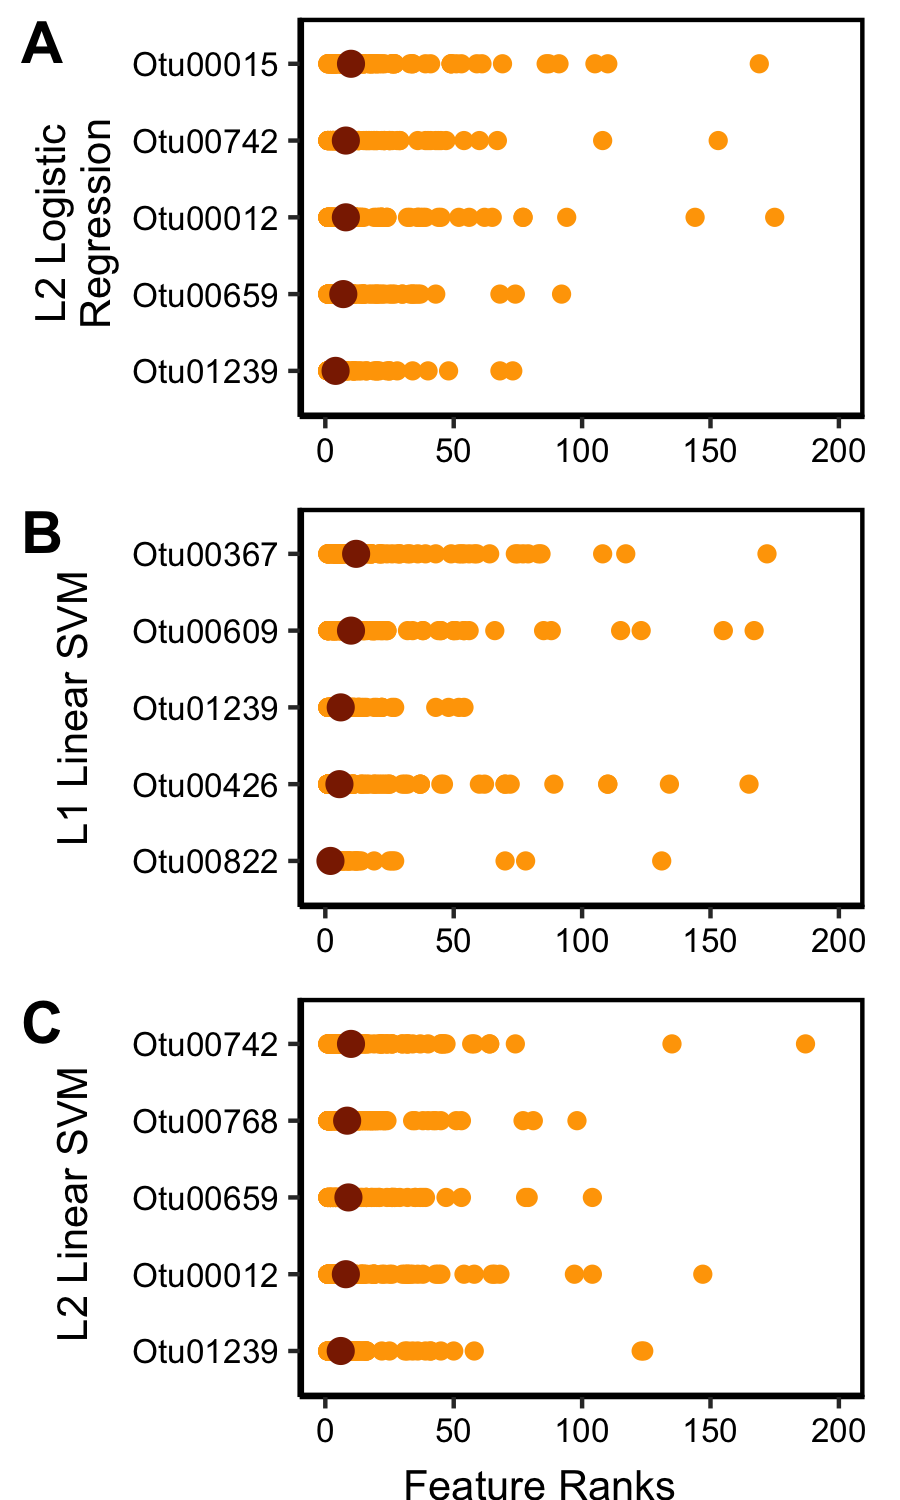 A
L2 Logistic
Regression
Otu00015
Otu00742
Otu00012
Otu00659
Otu01239
0 50 100 150 200
B
L1 Linear SVM
Otu00367
Otu00609
Otu01239
Otu00426
Otu00822
0 50 100 150 200
C
L2 Linear SVM
Otu00742
Otu00768
Otu00659
Otu00012
Otu01239
0 50 100 150 200
Feature Ranks